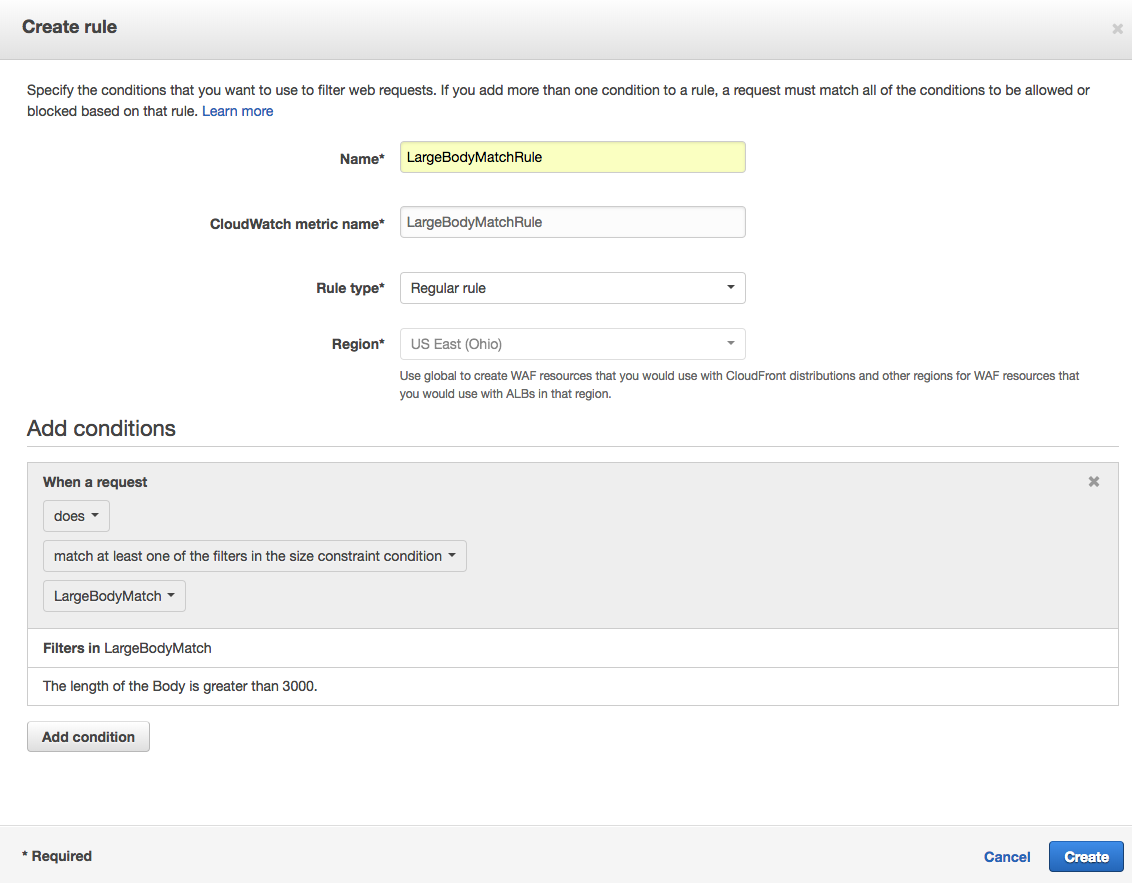 Create rule
Specify the conditions that you want to use to filter web requests. If you add more than one condition to a rule, a request must match all of the conditions to be allowed or
blocked based on that rule. Learn more
Name* LargeBodyMatchRule
CloudWatch metric name* LargeBodyMatchRule
Rule type* Regular rule
Region* US East (Ohio)
Use global to create WAF resources that you would use with CloudFront distributions and other regions for WAF resources that
you would use with ALBs in that region.
Add conditions
When a request
does
match at least one of the filters in the size constraint condition
LargeBodyMatch
Filters in LargeBodyMatch
The length of the Body is greater than 3000.
Add condition
* Required Cancel Create